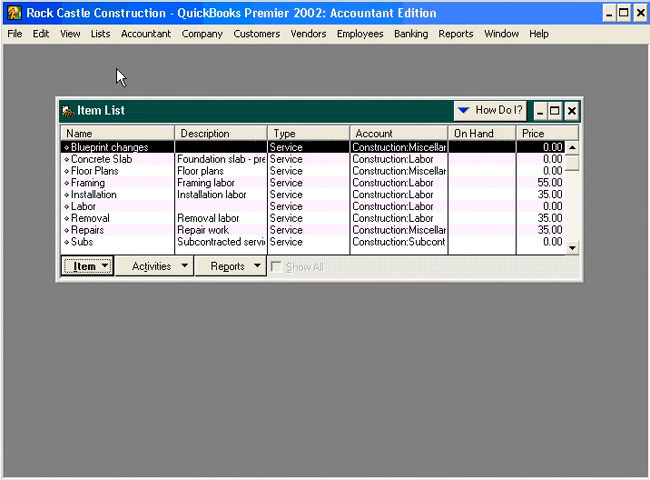 Rock Castle Construction - QuickBooks Premier 2002: Accountant Edition
File Edit View Lists Accountant Company Customers Vendors Employees Banking Reports Window Help
Item List How Do I?
Name Description Type Account On Hand Price
Blueprint changes Service Construction:Miscellar 0.00
Concrete Slab Foundation slab - pre Service Construction:Labor 0.00
Floor Plans Floor plans Service Construction:Miscellar 0.00
Framing Framing labor Service Construction:Labor 55.00
Installation Installation labor Service Construction:Labor 35.00
Labor Service Construction:Labor 0.00
Removal Removal labor Service Construction:Labor 35.00
Repairs Repair work Service Construction:Miscellar 35.00
Subs Subcontracted servi Service Construction:Subcont 0.00
Item Activities Reports Show All